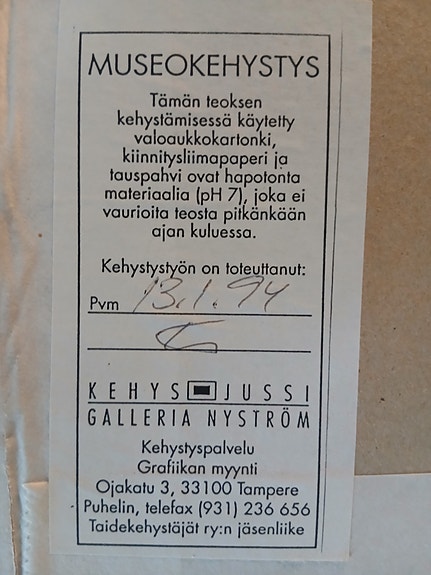 MUSEOKEHYSTYS
Tämän teoksen
kehystämisessä käytetty
valoaukkokartonki,
kiinnitysliimapaperi ja
tauspahvi ovat hapotonta
materiaalia (pH 7), joka ei
vaurioita teosta pitkänkään
ajan kuluessa.
Kehystystyön on toteuttanut:
Pvm 13.1.94
KEHYS JUSSI
GALLERIA NYSTRÖM
Kehystyspalvelu
Grafiikan myynti
Ojakatu 3, 33100 Tampere
Puhelin, telefax (931) 236 656
Taidekehystäjät ry:n jäsenliike